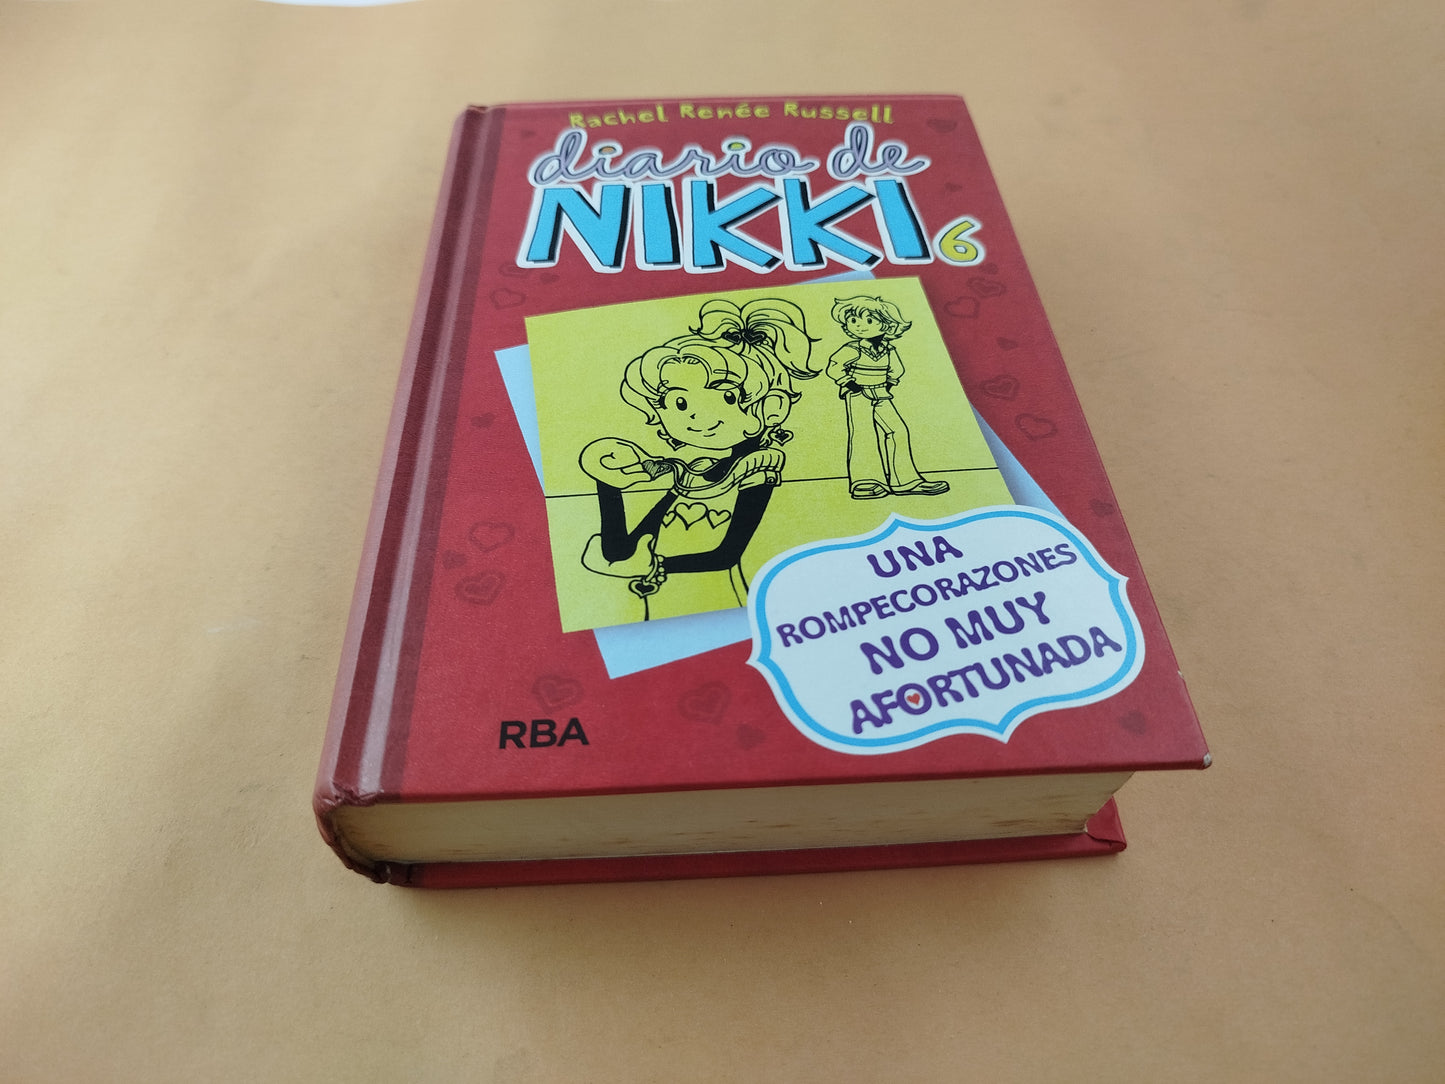 Rachel Renée Russell
diario de
NIKKI 6
UNA
ROMPECORAZONES
NO MUY
AFORTUNADA
RBA